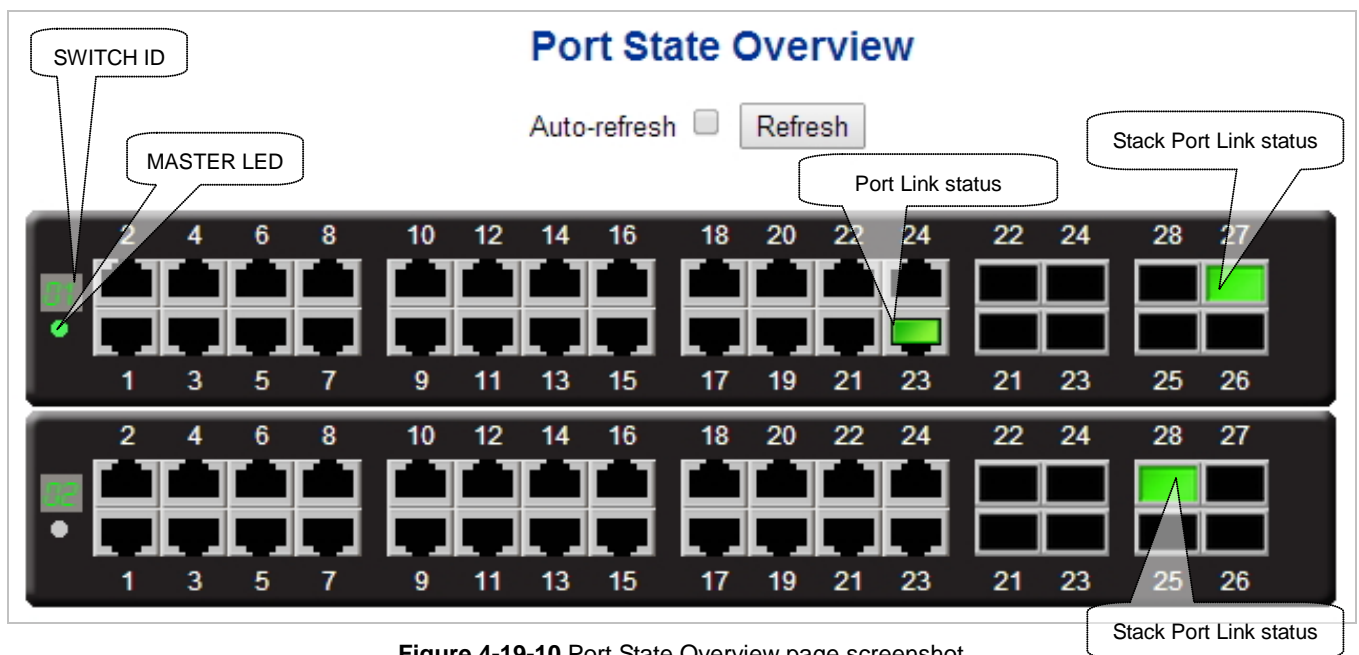 Port State Overview
SWITCH ID
Auto-refresh Refresh
Stack Port Link status
MASTER LED
Port Link status
2 4 6 8 10 12 14 16 18 20 22 24 22 24 28 27
01
1 3 5 7 9 11 13 15 17 19 21 23 21 23 25 26
2 4 6 8 10 12 14 16 18 20 22 24 22 24 28 27
02
1 3 5 7 9 11 13 15 17 19 21 23 21 23 25 26
Stack Port Link status
Figure 4-19-10 Port State Overview page screenshot